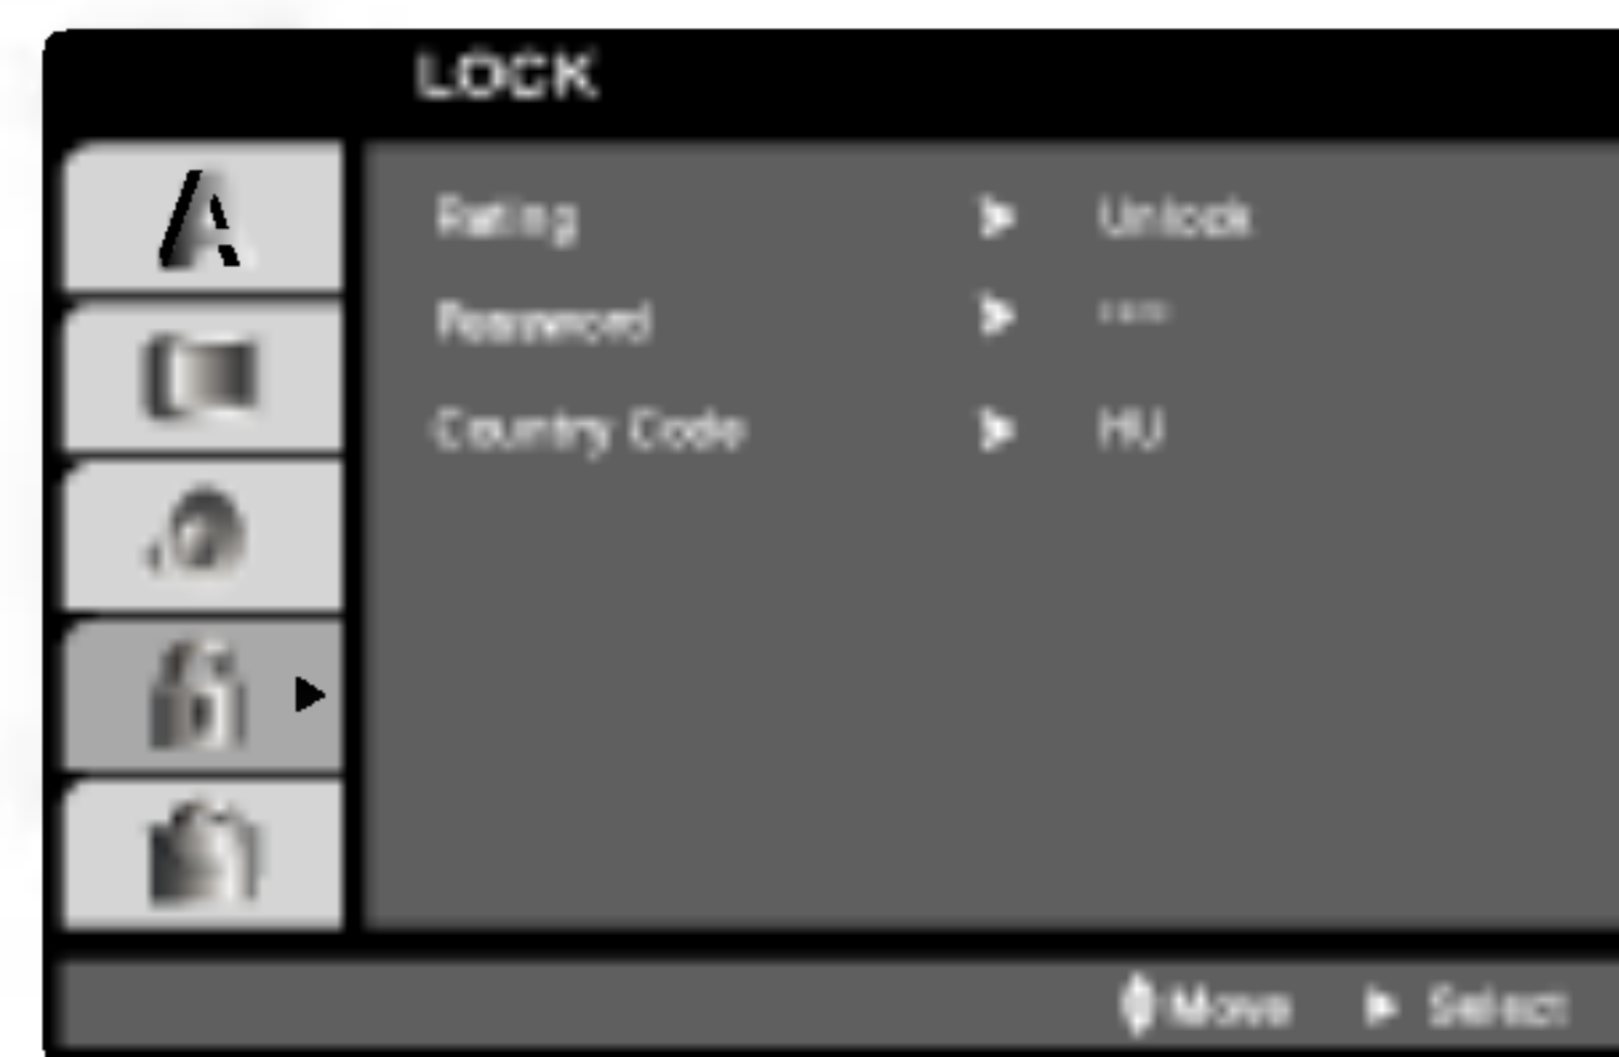 LOCK
A
Rating Unlock
Password ****
Country Code HU
Move Select